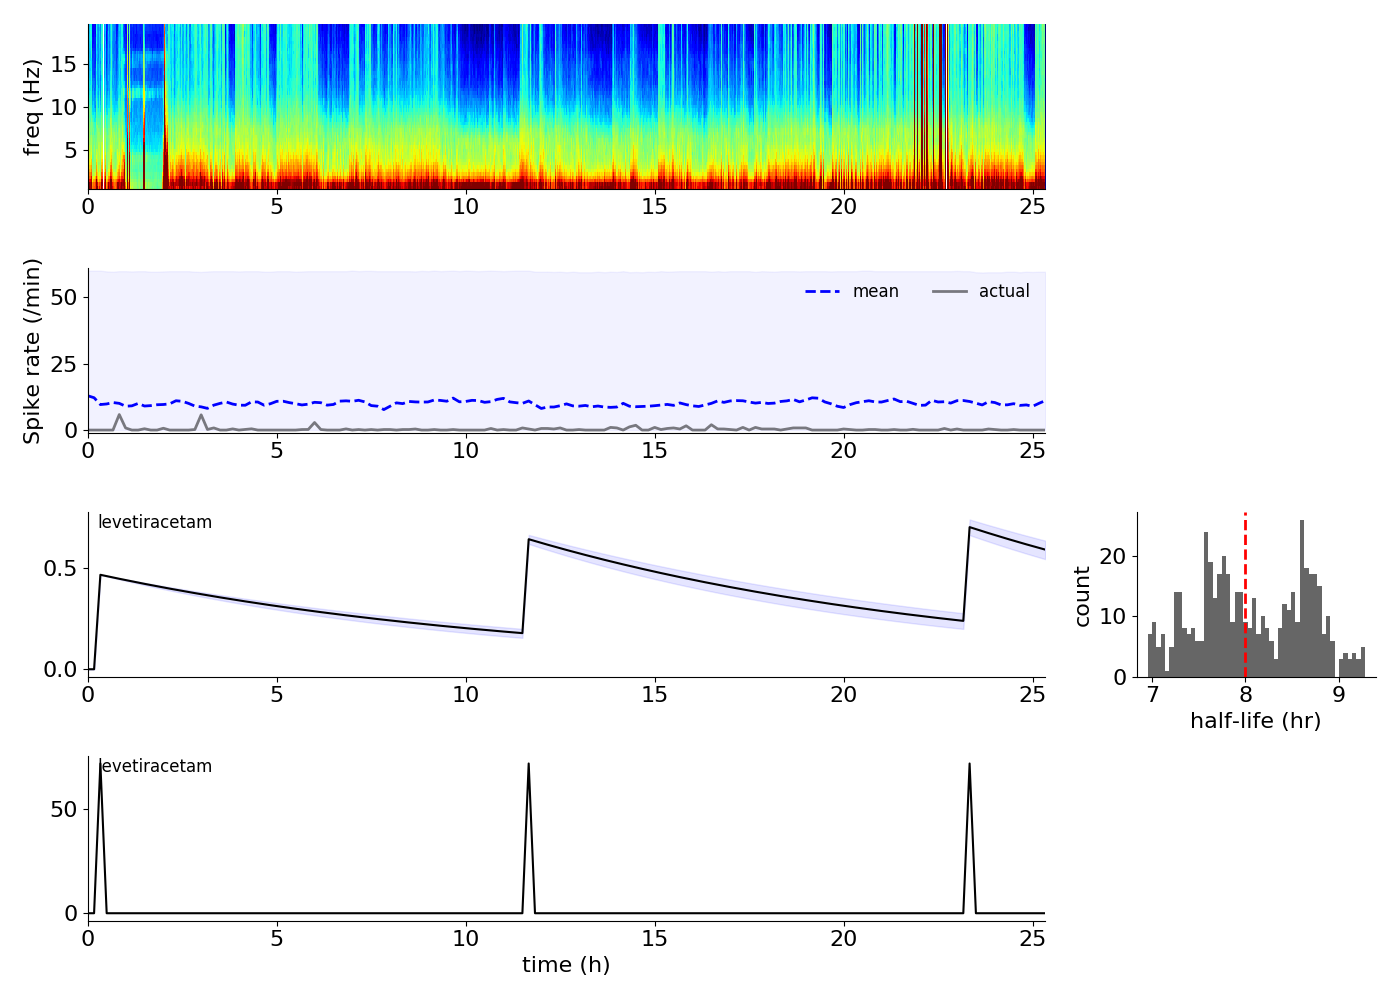 freq (Hz)
15
10
5
0 5 10 15 20 25
Spike rate (/min)
50
25
0
mean actual
0 5 10 15 20 25
levetiracetam
0.5
0.0
0 5 10 15 20 25
count
20
10
0
7 8 9
half-life (hr)
levetiracetam
50
0
0 5 10 15 20 25
time (h)